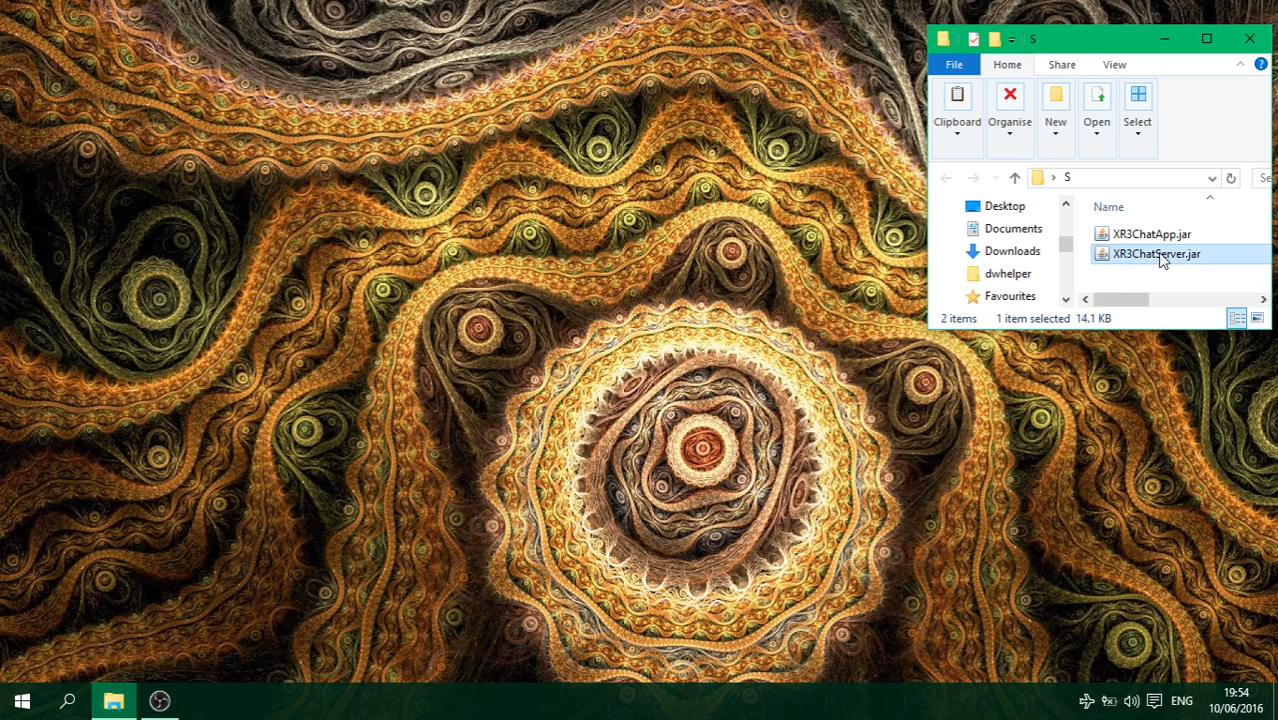 S
File Home Share View
Clipboard Organise New Open Select
S
Desktop
Documents
Downloads
dwhelper
Favourites
Name
XR3ChatApp.jar
XR3ChatServer.jar
2 items 1 item selected 14.1 KB
ENG
19:54
10/06/2016